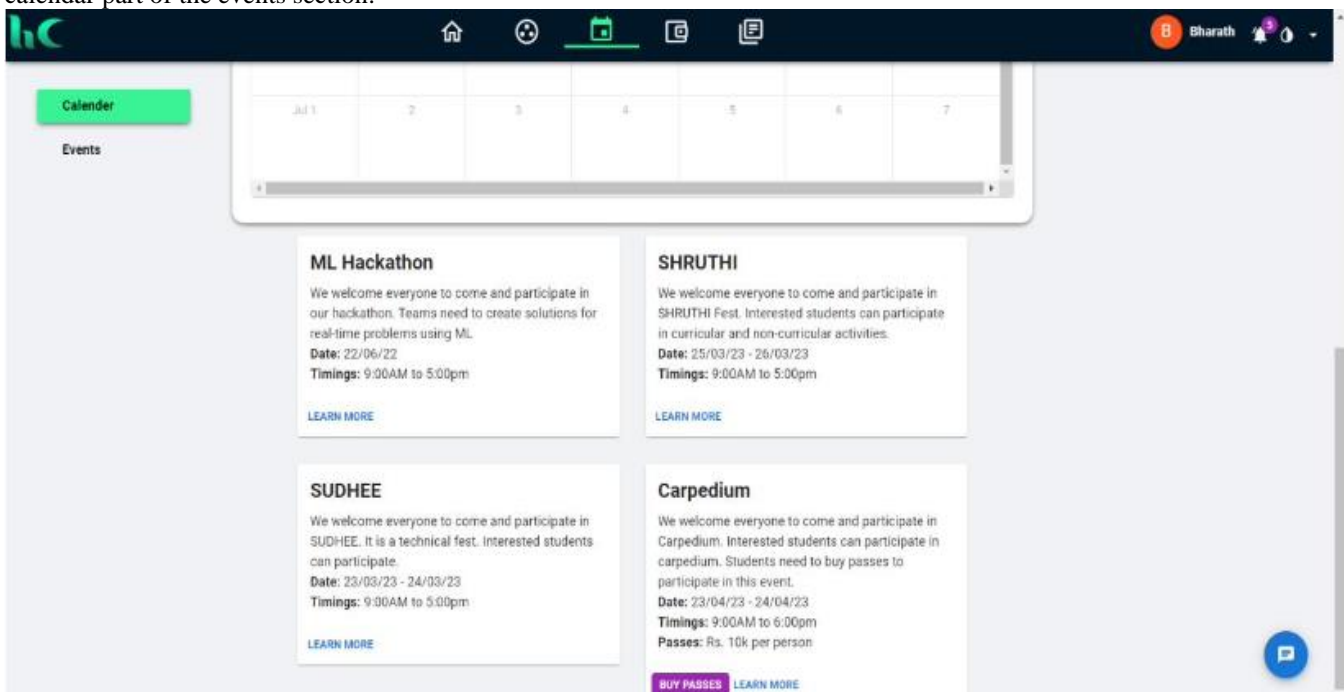 calendar part of the events section.
hC
B Bharath 5
Calender
Events
Jul 1 2 3 4 5 6 7
ML Hackathon
We welcome everyone to come and participate in
our hackathon. Teams need to create solutions for
real-time problems using ML.
Date: 22/06/22
Timings: 9:00AM to 5:00pm
LEARN MORE
SHRUTHI
We welcome everyone to come and participate in
SHRUTHI Fest. Interested students can participate
in curricular and non-curricular activities.
Date: 25/03/23 - 26/03/23
Timings: 9:00AM to 5:00pm
LEARN MORE
SUDHEE
We welcome everyone to come and participate in
SUDHEE. It is a technical fest. Interested students
can participate.
Date: 23/03/23 - 24/03/23
Timings: 9:00AM to 5:00pm
LEARN MORE
Carpedium
We welcome everyone to come and participate in
Carpedium. Interested students can participate in
carpedium. Students need to buy passes to
participate in this event.
Date: 23/04/23 - 24/04/23
Timings: 9:00AM to 6:00pm
Passes: Rs. 10k per person
BUY PASSES LEARN MORE